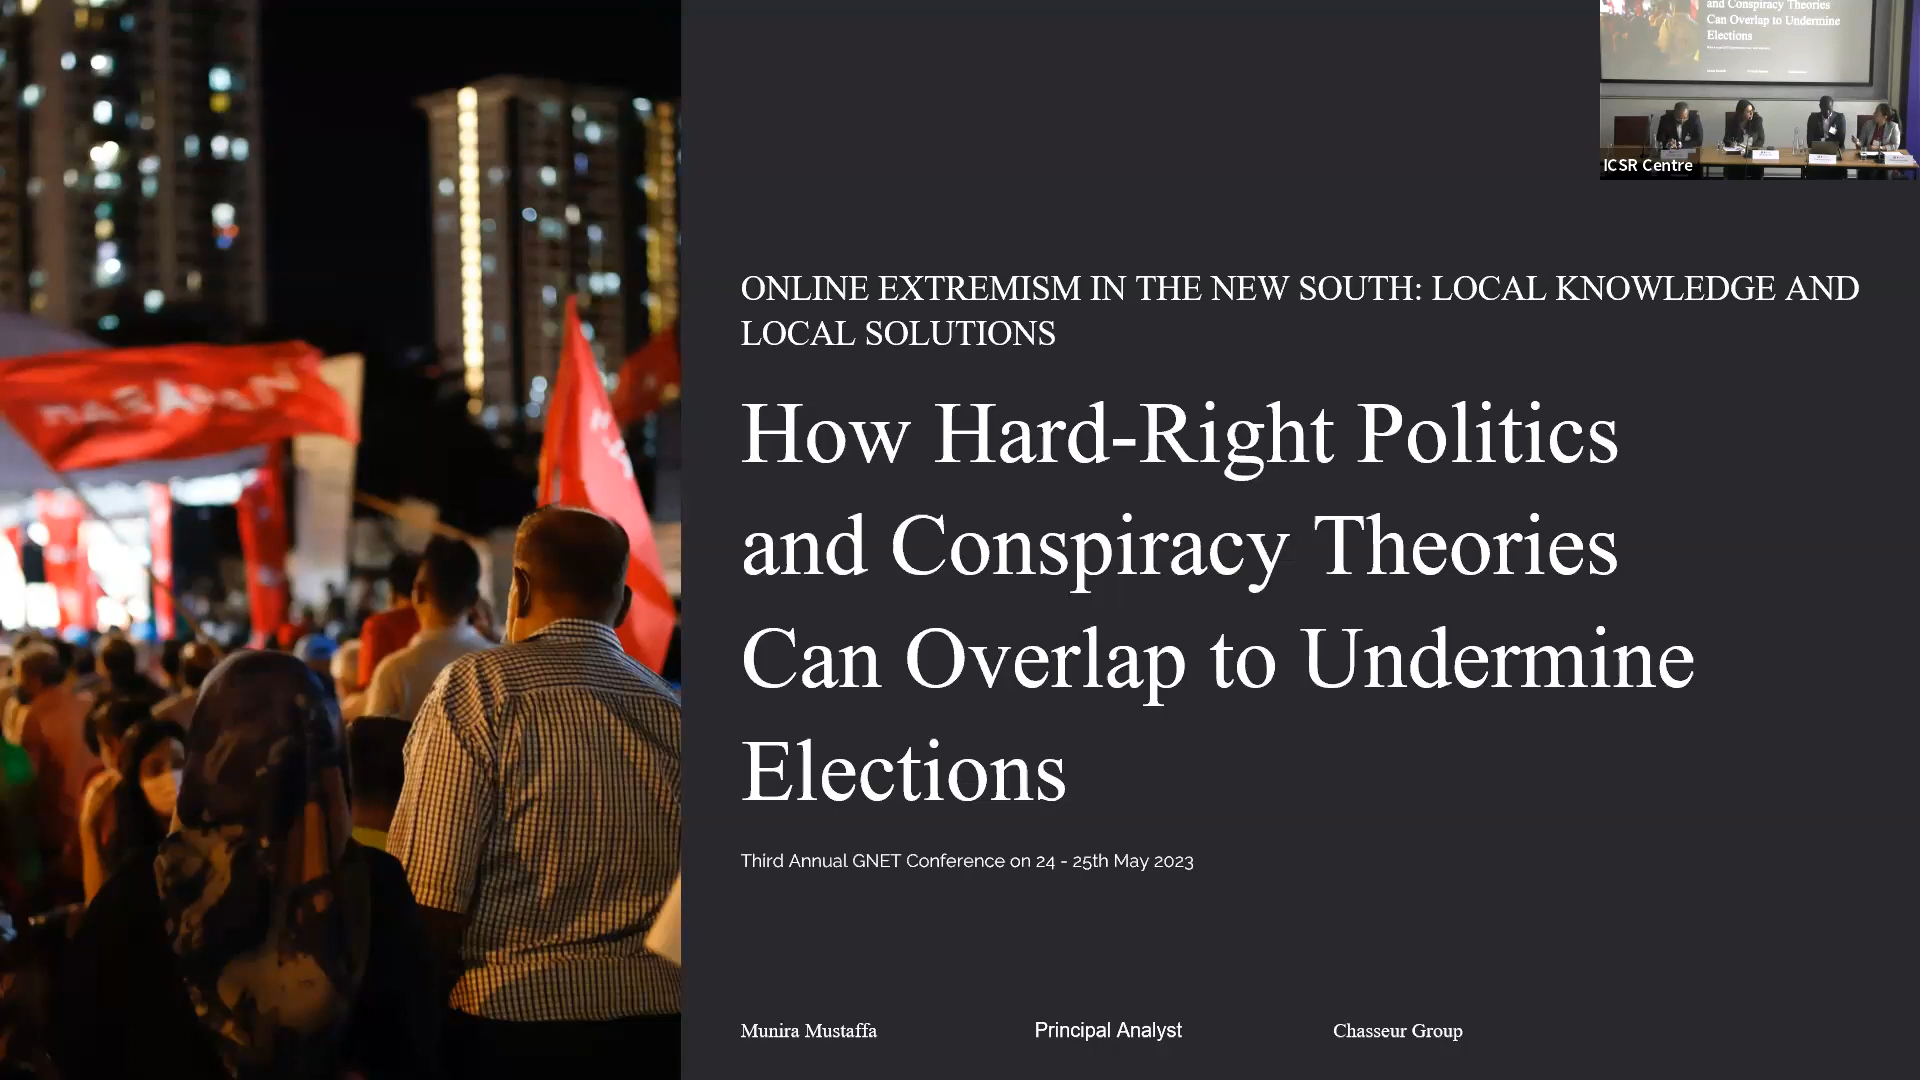 and Conspiracy Theories
Can Overlap to Undermine
Elections
ICSR Centre
HARAPAN
ONLINE EXTREMISM IN THE NEW SOUTH: LOCAL KNOWLEDGE AND
LOCAL SOLUTIONS
How Hard-Right Politics
and Conspiracy Theories
Can Overlap to Undermine
Elections
Third Annual GNET Conference on 24 - 25th May 2023
Munira Mustaffa
Principal Analyst
Chasseur Group